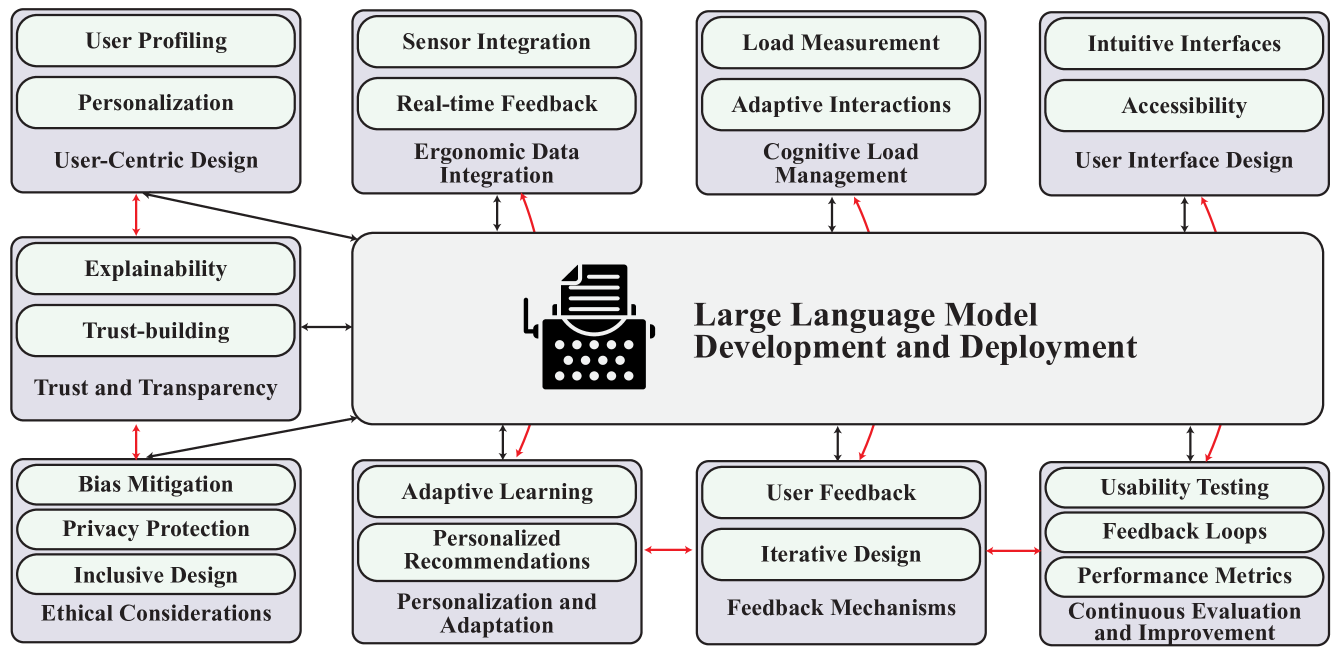 User Profiling
Personalization
User-Centric Design
Sensor Integration
Real-time Feedback
Ergonomic Data
Integration
Load Measurement
Adaptive Interactions
Cognitive Load
Management
Intuitive Interfaces
Accessibility
User Interface Design
Explainability
Trust-building
Trust and Transparency
Large Language Model
Development and Deployment
Bias Mitigation
Privacy Protection
Inclusive Design
Ethical Considerations
Adaptive Learning
Personalized
Recommendations
Personalization and
Adaptation
User Feedback
Iterative Design
Feedback Mechanisms
Usability Testing
Feedback Loops
Performance Metrics
Continuous Evaluation
and Improvement